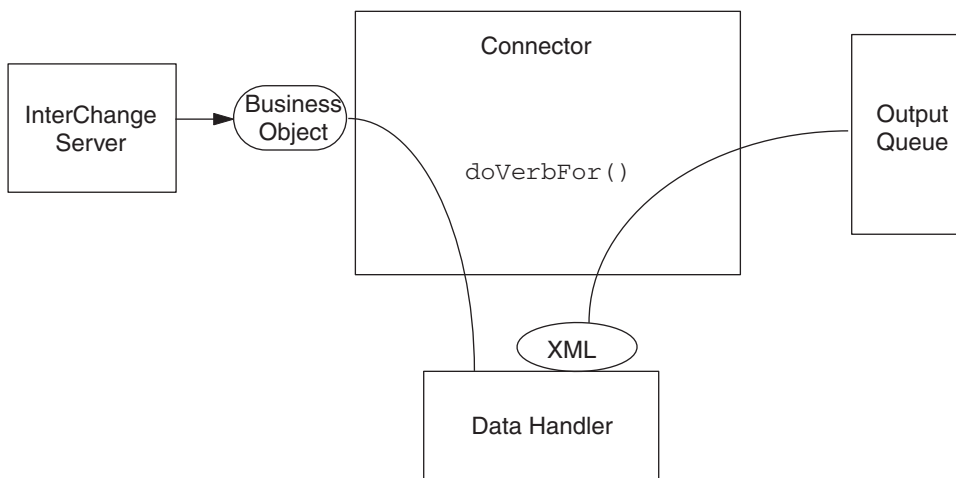 Connector
InterChange
Server
Business
Object
Output
Queue
doVerbFor()
XML
Data Handler